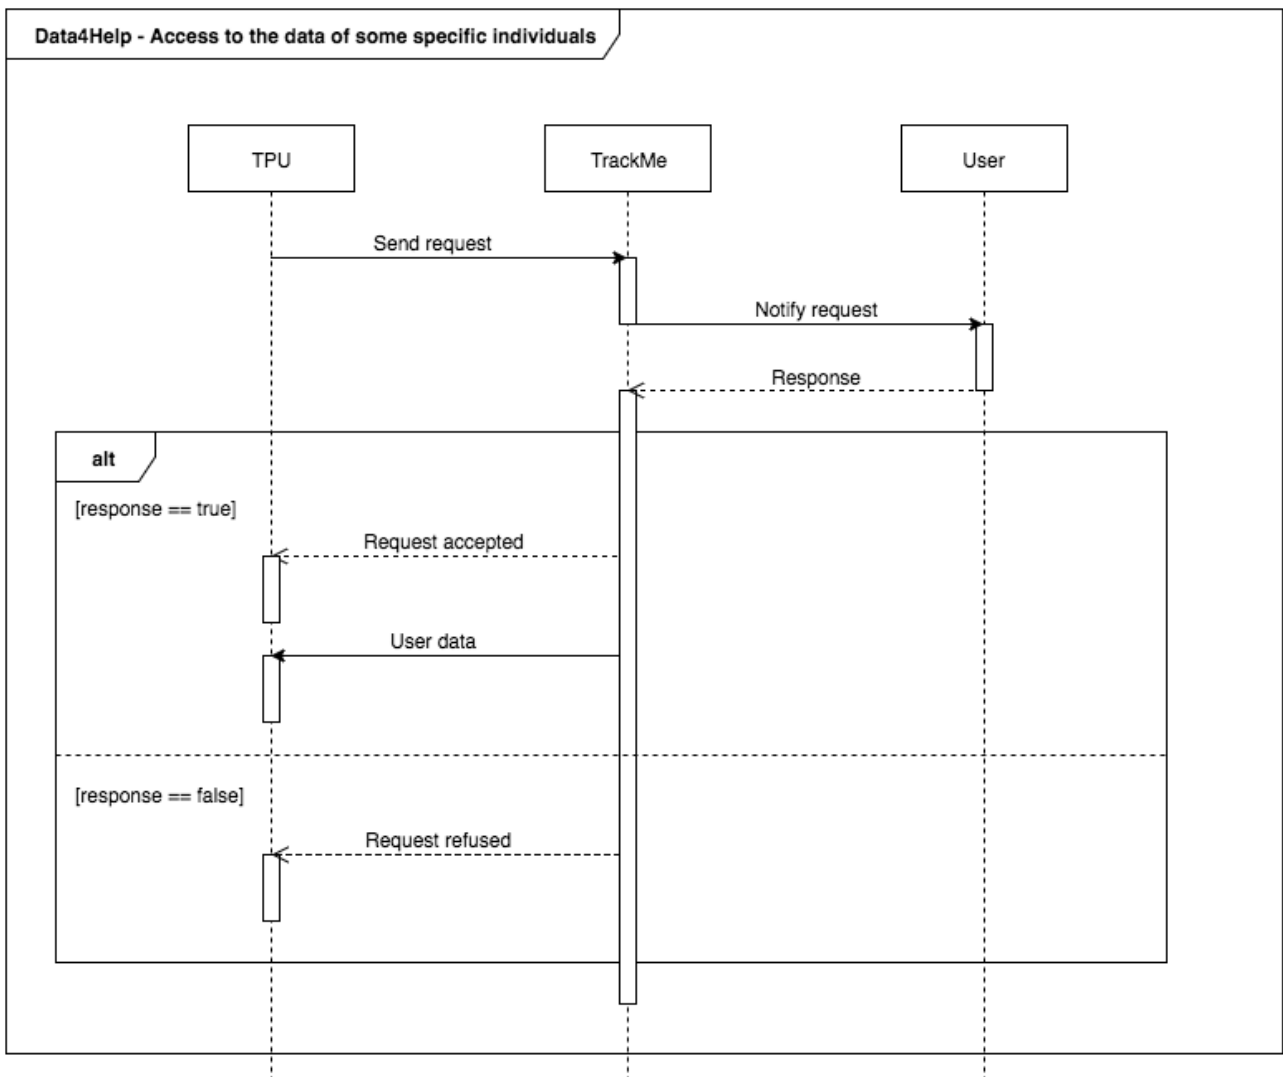 Data4Help - Access to the data of some specific individuals
TPU
TrackMe
User
Send request
Notify request
Response
alt
[response == true]
Request accepted
User data
[response == false]
Request refused